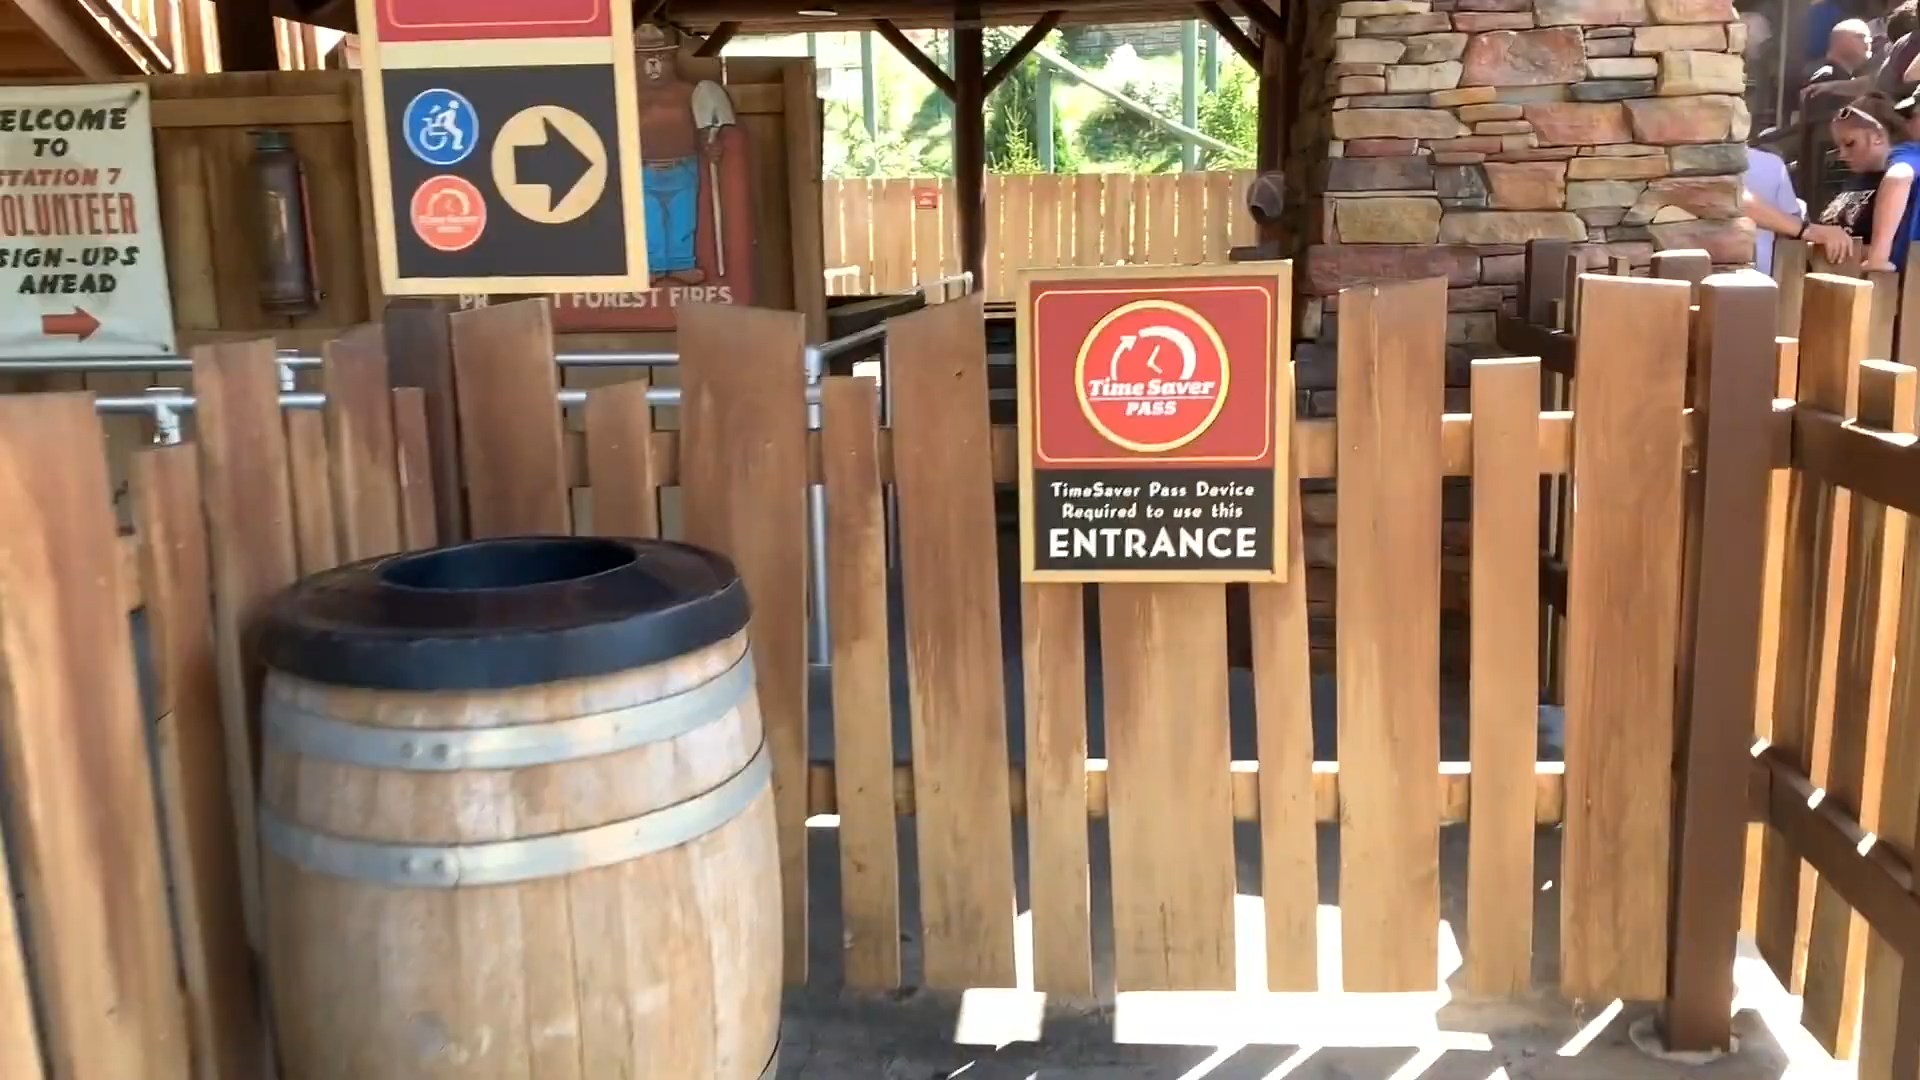 ELCOME
TO
STATION 7
OLUNTEER
SIGN-UPS
AHEAD
FOREST FIRES
Time Saver
PASS
TimeSaver Pass Device
Required to use this
ENTRANCE